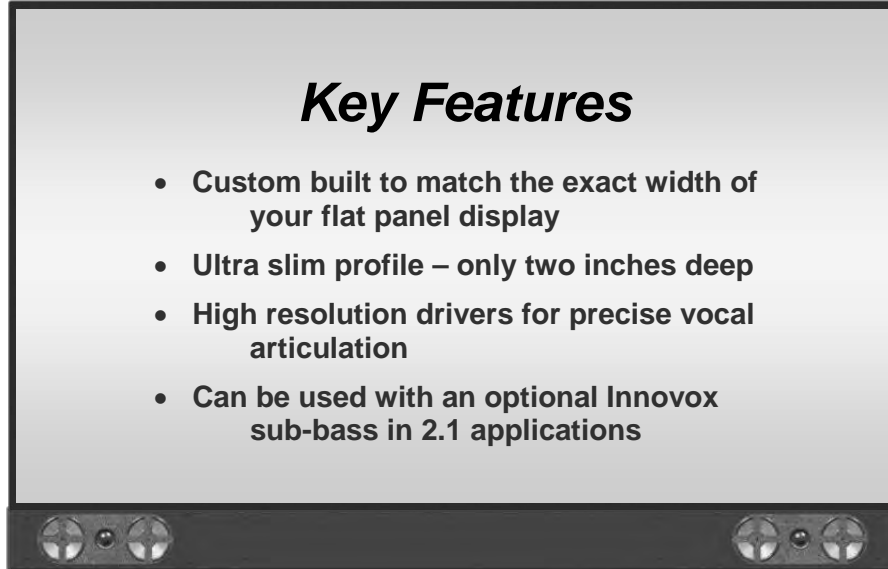 Key Features
• Custom built to match the exact width of
your flat panel display
• Ultra slim profile – only two inches deep
• High resolution drivers for precise vocal
articulation
• Can be used with an optional Innovox
sub-bass in 2.1 applications